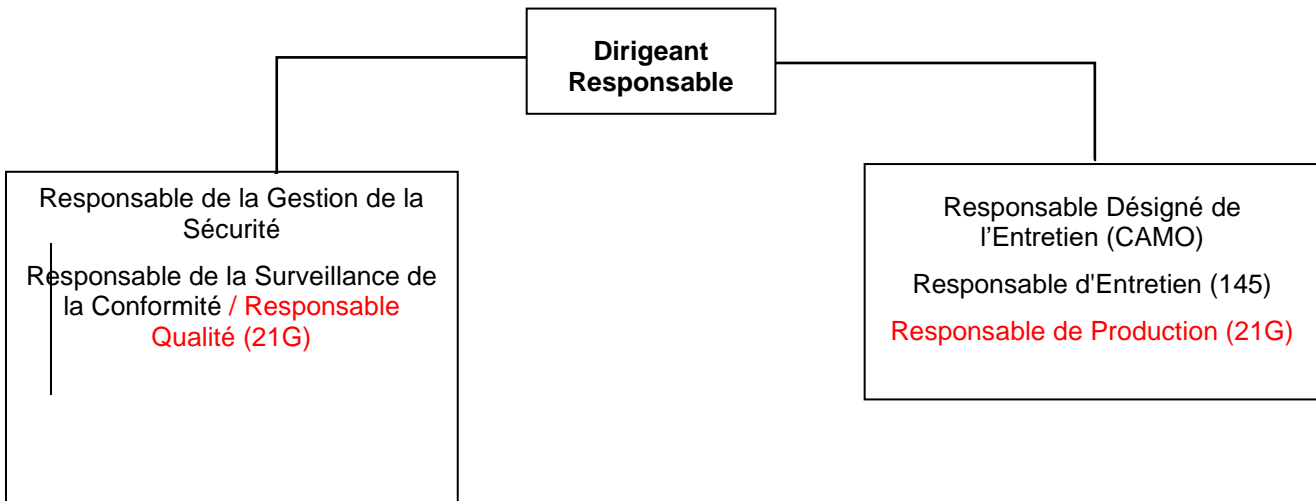 Dirigeant
Responsable
Responsable de la Gestion de la
Sécurité
Responsable de la Surveillance de
la Conformité / Responsable
Qualité (21G)
Responsable Désigné de
l’Entretien (CAMO)
Responsable d'Entretien (145)
Responsable de Production (21G)